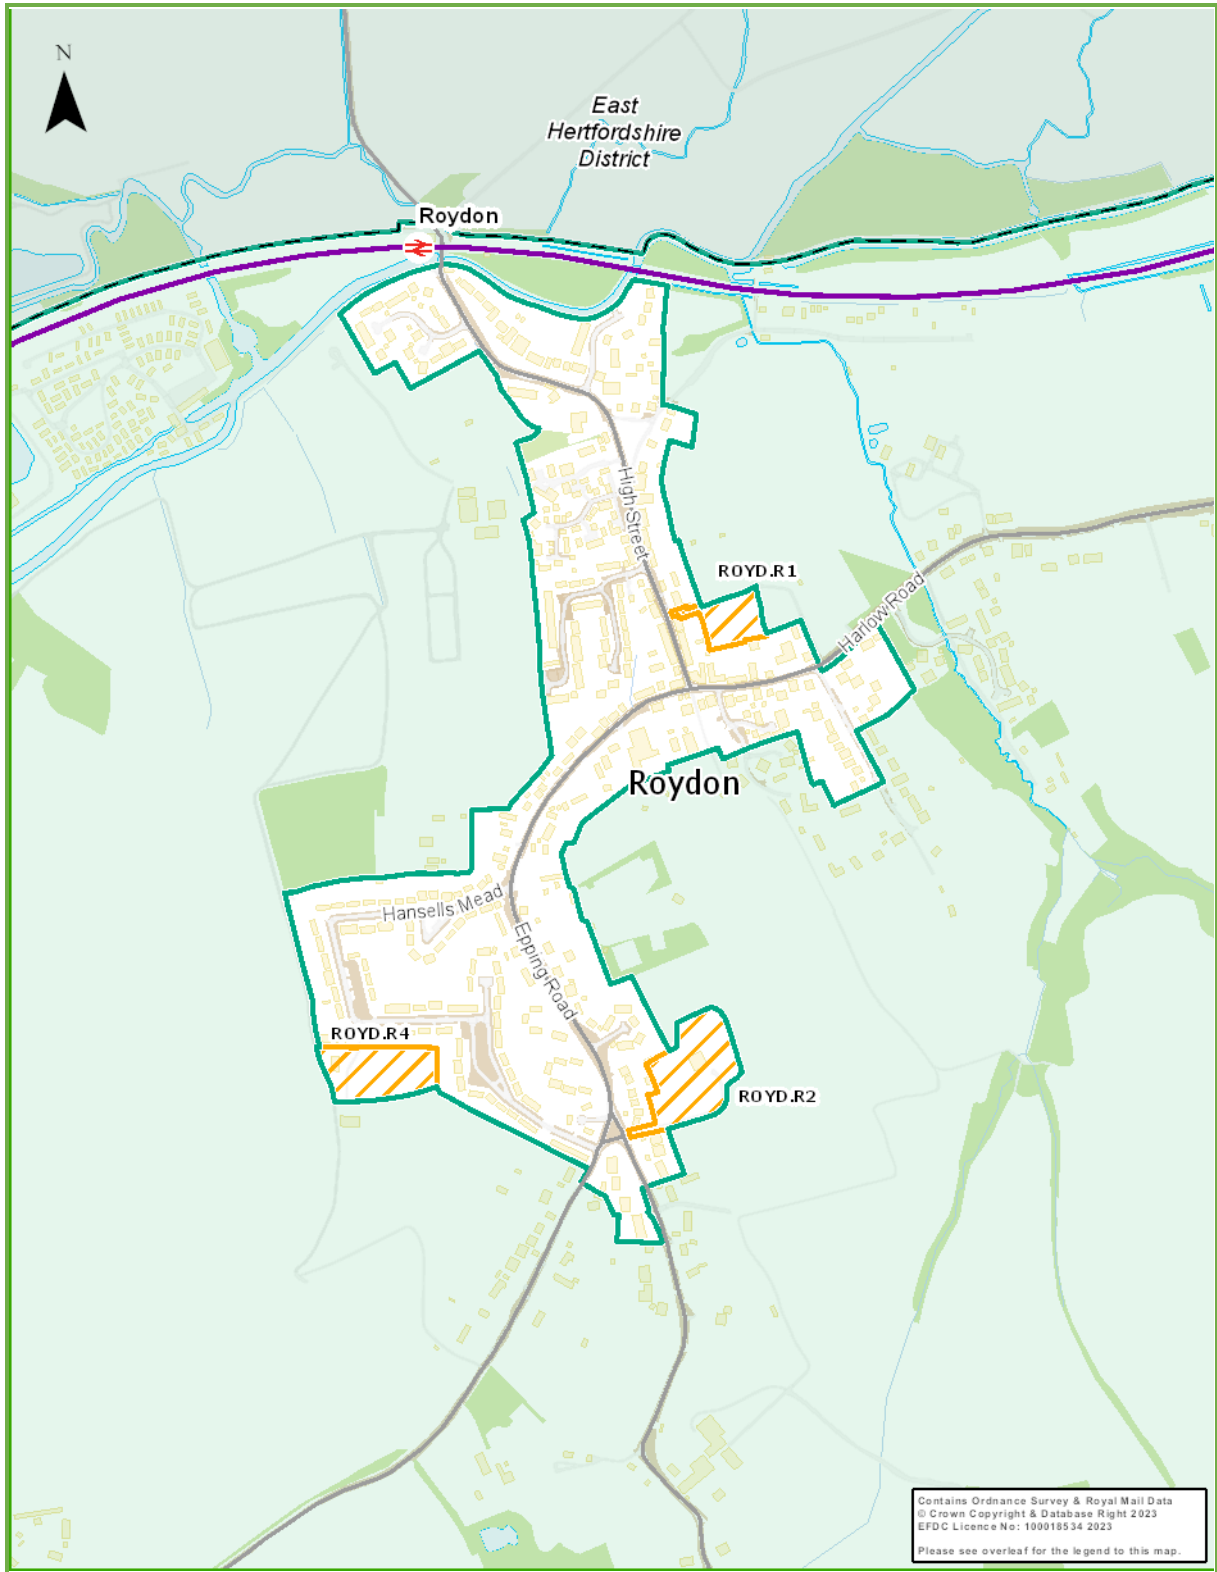 N
East
Hertfordshire
District
Roydon
High Street
ROYD.R1
Harlow Road
Roydon
Hansells Mead
Epping Road
ROYD.R4
ROYD.R2
Contains Ordnance Survey & Royal Mail Data
© Crown Copyright & Database Right 2023
EFDC Licence No: 100018534 2023
Please see overleaf for the legend to this map.